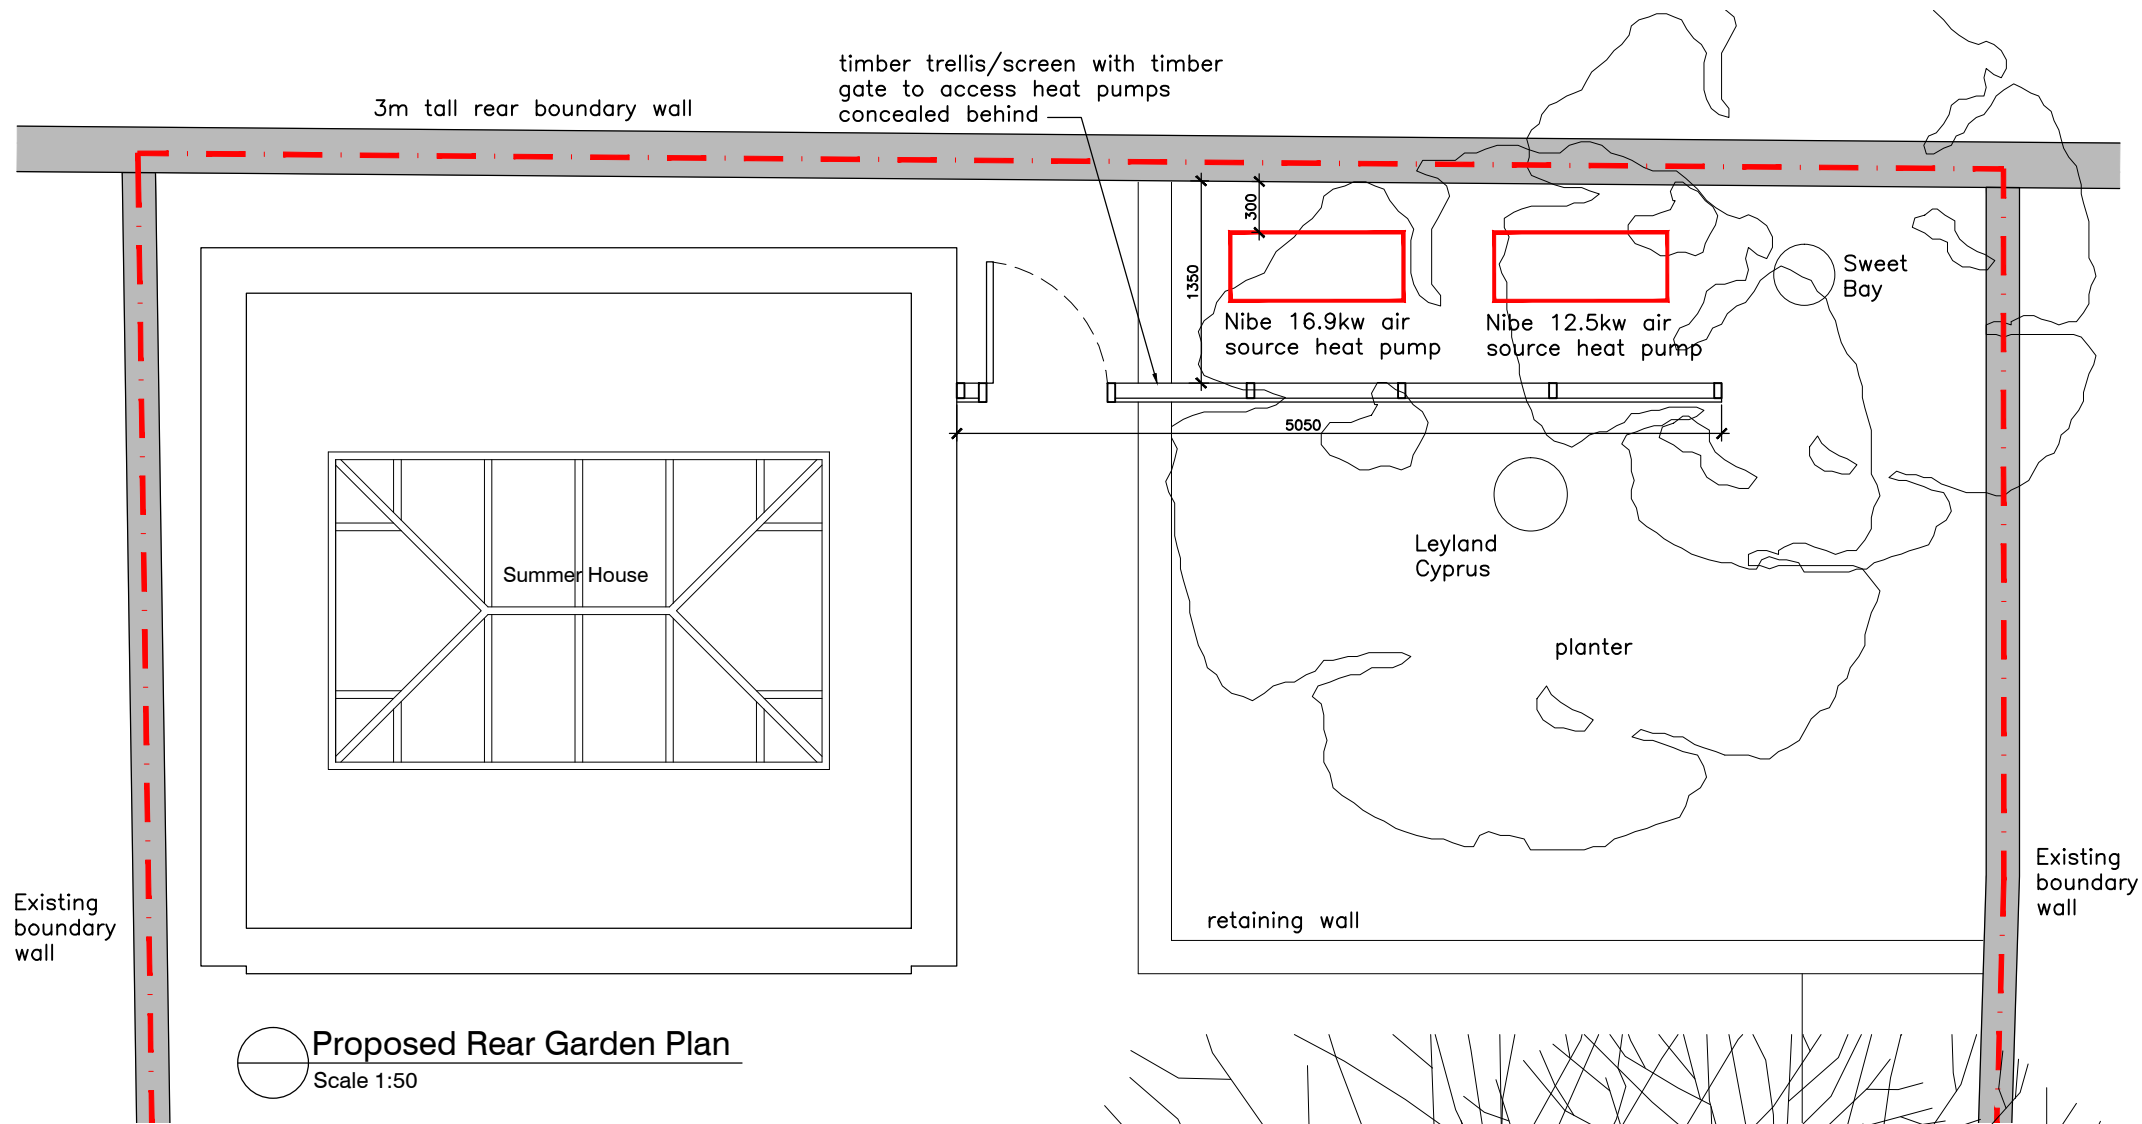 timber trellis/screen with timber
gate to access heat pumps
concealed behind
3m tall rear boundary wall
300
1350
Sweet
Bay
Nibe 16.9kw air
source heat pump
Nibe 12.5kw air
source heat pump
5050
Leyland
Cyprus
Summer House
planter
Existing
boundary
wall
Existing
boundary
wall
retaining wall
Proposed Rear Garden Plan
Scale 1:50